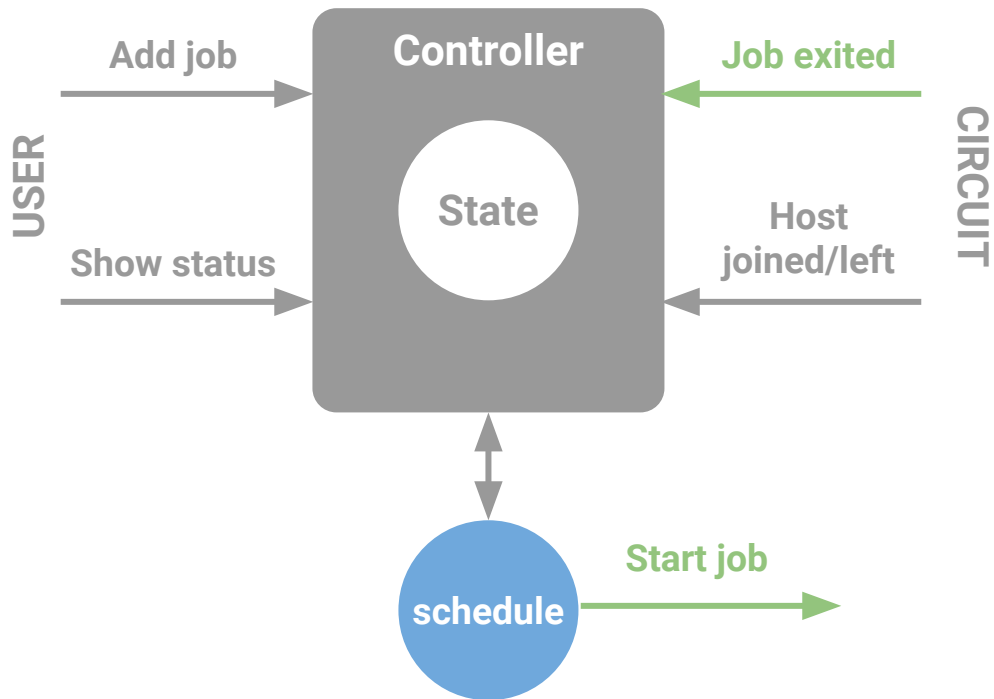 Controller
Add job
Job exited
USER
CIRCUIT
State
Host
joined/left
Show status
Start job
schedule